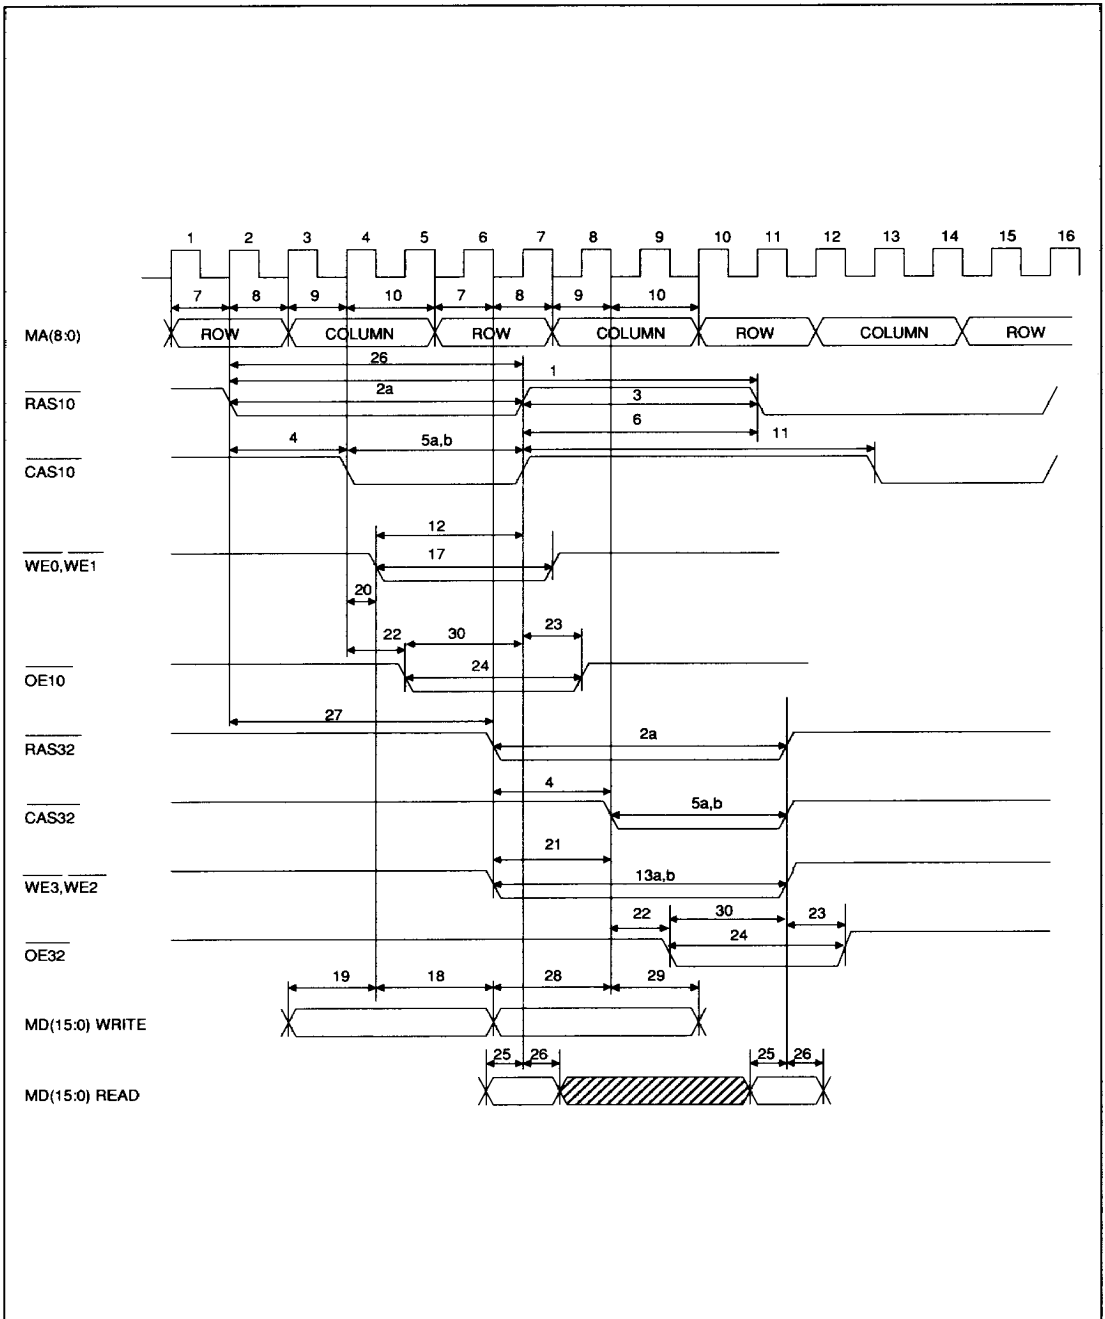 1 2 3 4 5 6 7 8 9 10 11 12 13 14 15 16
7 8 9 10 7 8 9 10
MA(8:0) ROW COLUMN ROW COLUMN ROW COLUMN ROW
26
1
RAS10 2a 3
6
4 5a,b 11
CAS10
12
WE0,WE1 17
20
22 30 23
OE10 24
27
RAS32 2a
4
CAS32 5a,b
21
WE3,WE2 13a,b
22 30 23
OE32 24
19 18 28 29
MD(15:0) WRITE
25 26 25 26
MD(15:0) READ